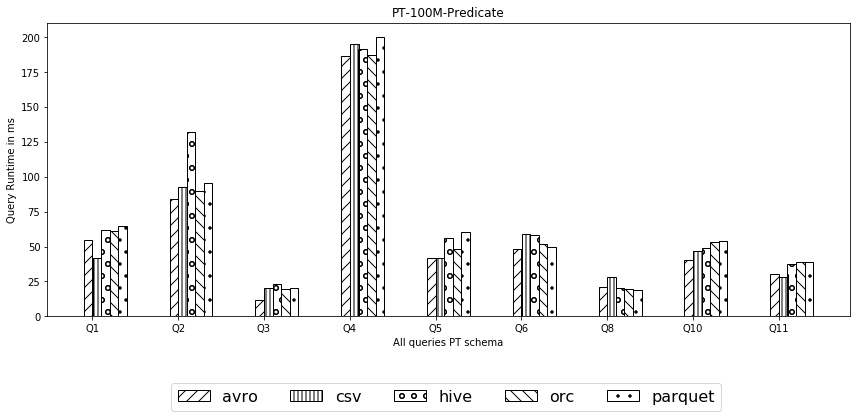 PT-100M-Predicate
Query Runtime in ms
200
175
150
125
100
75
50
25
0
Q1 Q2 Q3 Q4 Q5 Q6 Q8 Q10 Q11
All queries PT schema
avro csv hive orc parquet